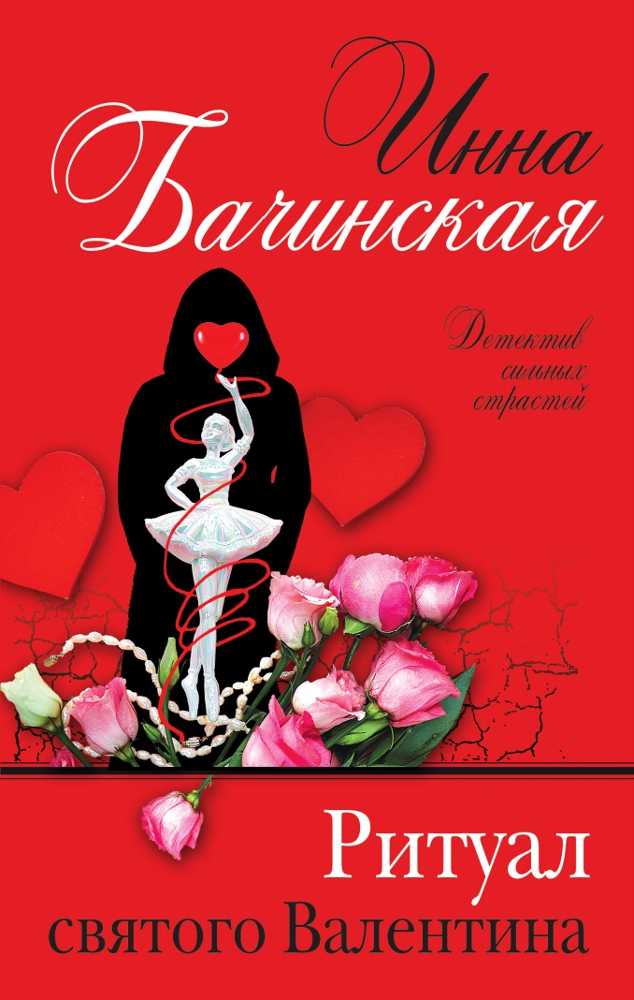 Инна
Бачинская
Детектив
сильных
страстей
Ритуал
святого Валентина